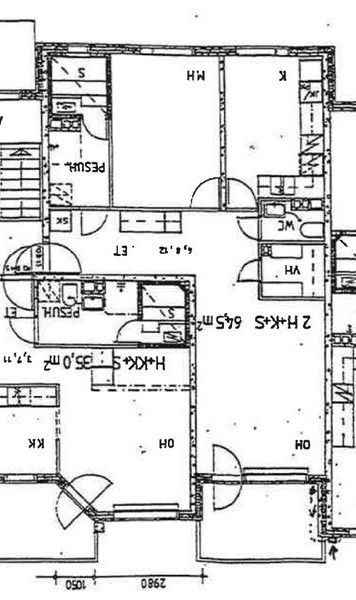 2980 1050
OH
OH
KK
H+KK+S 35,0 m²
3,7,11
2 H+K+S 64,5 m²
S
PESUH.
ET
VH
4,8,12
ET
WC
SK
PESUH.
K
MH
S